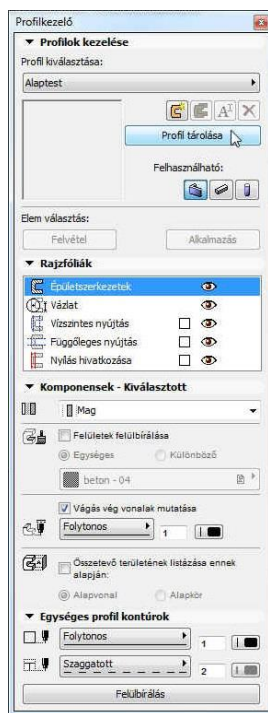 Profilkezelő
Profilok kezelése
Profil kiválasztása:
Alaptest
Profil tárolása
Felhasználható:
Elem választás:
Felvétel Alkalmazás
Rajzfóliák
Épületszerkezetek
Vázlat
Vízszintes nyújtás
Függőleges nyújtás
Nyílás hivatkozása
Komponensek - Kiválasztott
Mag
Felületek felülbírálása
Egységes Különböző
beton - 04
Vágás vég vonalak mutatása
Folytonos 1
Összetevő területének listázása ennek
alapján:
Alapvonal Alapkör
Egységes profil kontúrok
Folytonos 1
Szaggatott 2
Felülbírálás